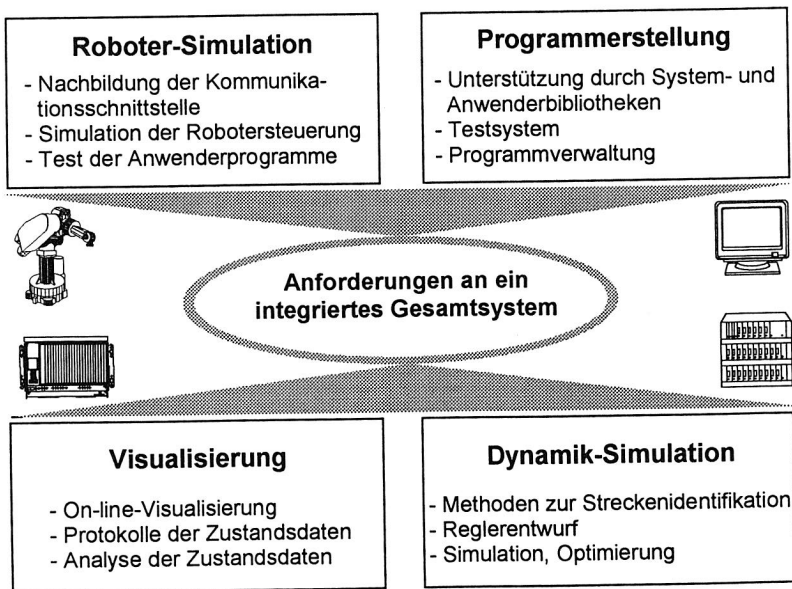 Roboter-Simulation
- Nachbildung der Kommunika-
tionsschnittstelle
- Simulation der Robotersteuerung
- Test der Anwenderprogramme
Programmerstellung
- Unterstützung durch System- und
Anwenderbibliotheken
- Testsystem
- Programmverwaltung
Anforderungen an ein
integriertes Gesamtsystem
Visualisierung
- On-line-Visualisierung
- Protokolle der Zustandsdaten
- Analyse der Zustandsdaten
Dynamik-Simulation
- Methoden zur Streckenidentifikation
- Reglerentwurf
- Simulation, Optimierung